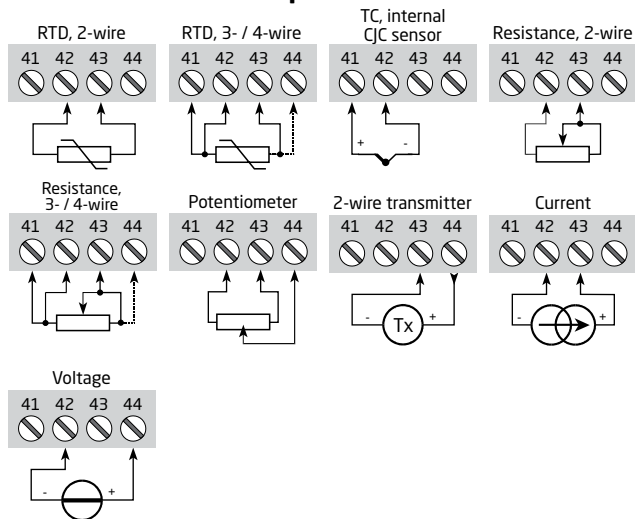 RTD, 2-wire
41 42 43 44
RTD, 3- / 4-wire
41 42 43 44
TC, internal
CJC sensor
41 42 43 44
+ -
Resistance, 2-wire
41 42 43 44
Resistance,
3- / 4-wire
41 42 43 44
Potentiometer
41 42 43 44
2-wire transmitter
41 42 43 44
- Tx +
Current
41 42 43 44
- +
Voltage
41 42 43 44
- +